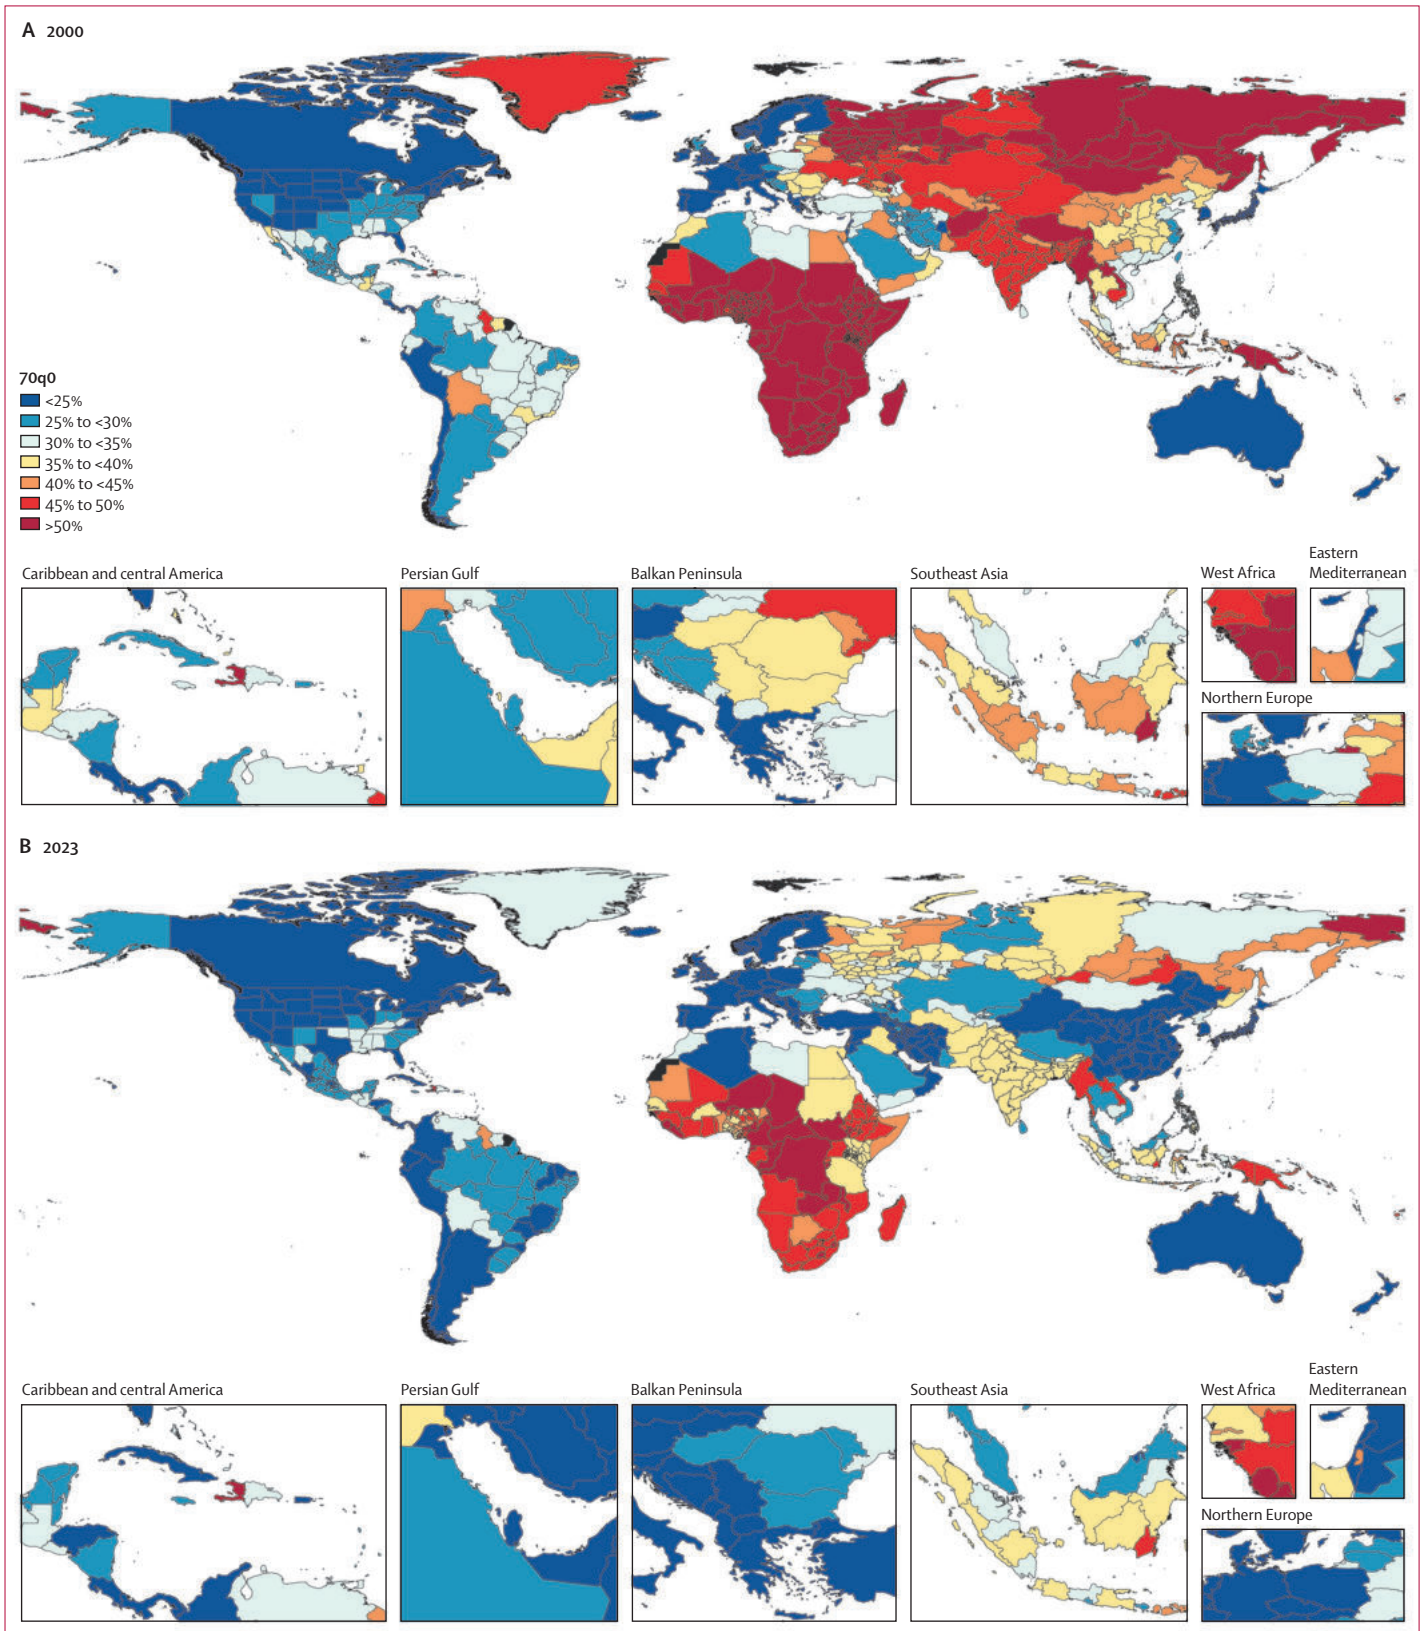 A 2000
70q0
<25%
25% to <30%
30% to <35%
35% to <40%
40% to <45%
45% to 50%
>50%
Caribbean and central America
Persian Gulf
Balkan Peninsula
Southeast Asia
West Africa
Eastern
Mediterranean
Northern Europe
B 2023
Caribbean and central America
Persian Gulf
Balkan Peninsula
Southeast Asia
West Africa
Eastern
Mediterranean
Northern Europe